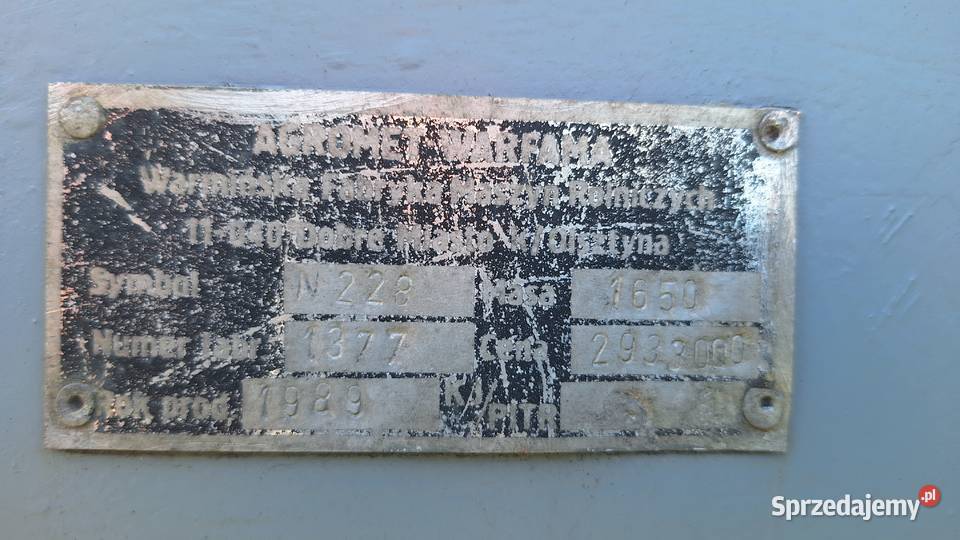 AGROMET WARFAMA
Warmińska Fabryka Maszyn Rolniczych
11-040 Dobre Miasto k/Olsztyna
Symbol N 228 Masa 1650
Numer fabr 1377 Cena 2933000
Rok prod. 1989 KJ/PITR
Sprzedajemy.pl